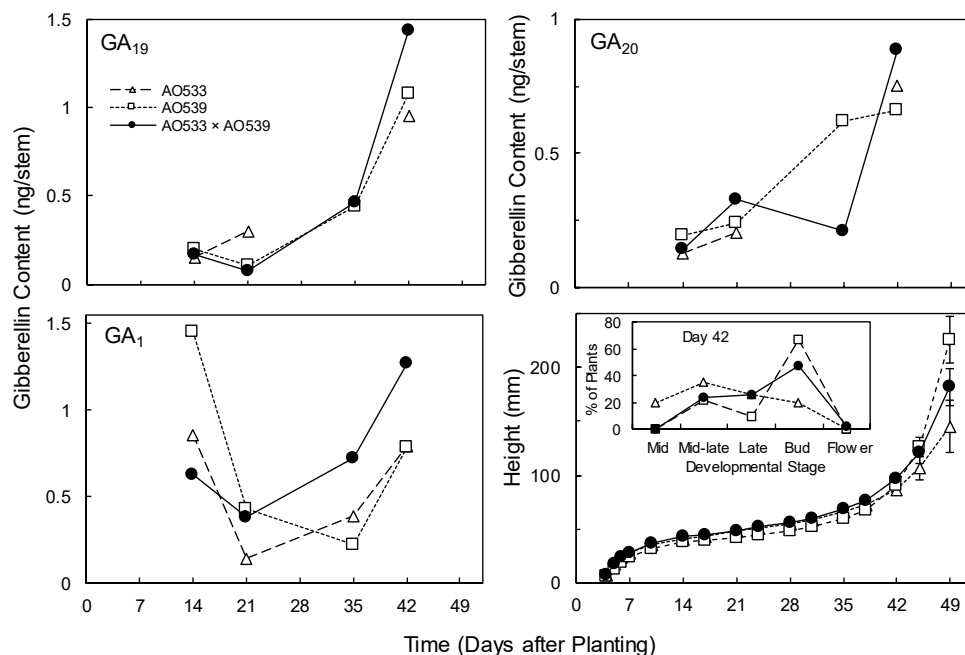 Gibberellin Content (ng/stem)
1.5
1
0.5
0
GA19
AO533
AO539
AO533 × AO539
Gibberellin Content (ng/stem)
1
0.5
0
GA20
1.5
1
0.5
0
GA1
0 7 14 21 35 42 49
Height (mm)
200
150
100
50
0
% of Plants
80
60
40
20
0
Day 42
Mid Mid-late Late Bud Flower
Developmental Stage
0 7 14 21 28 35 42 49
Time (Days after Planting)